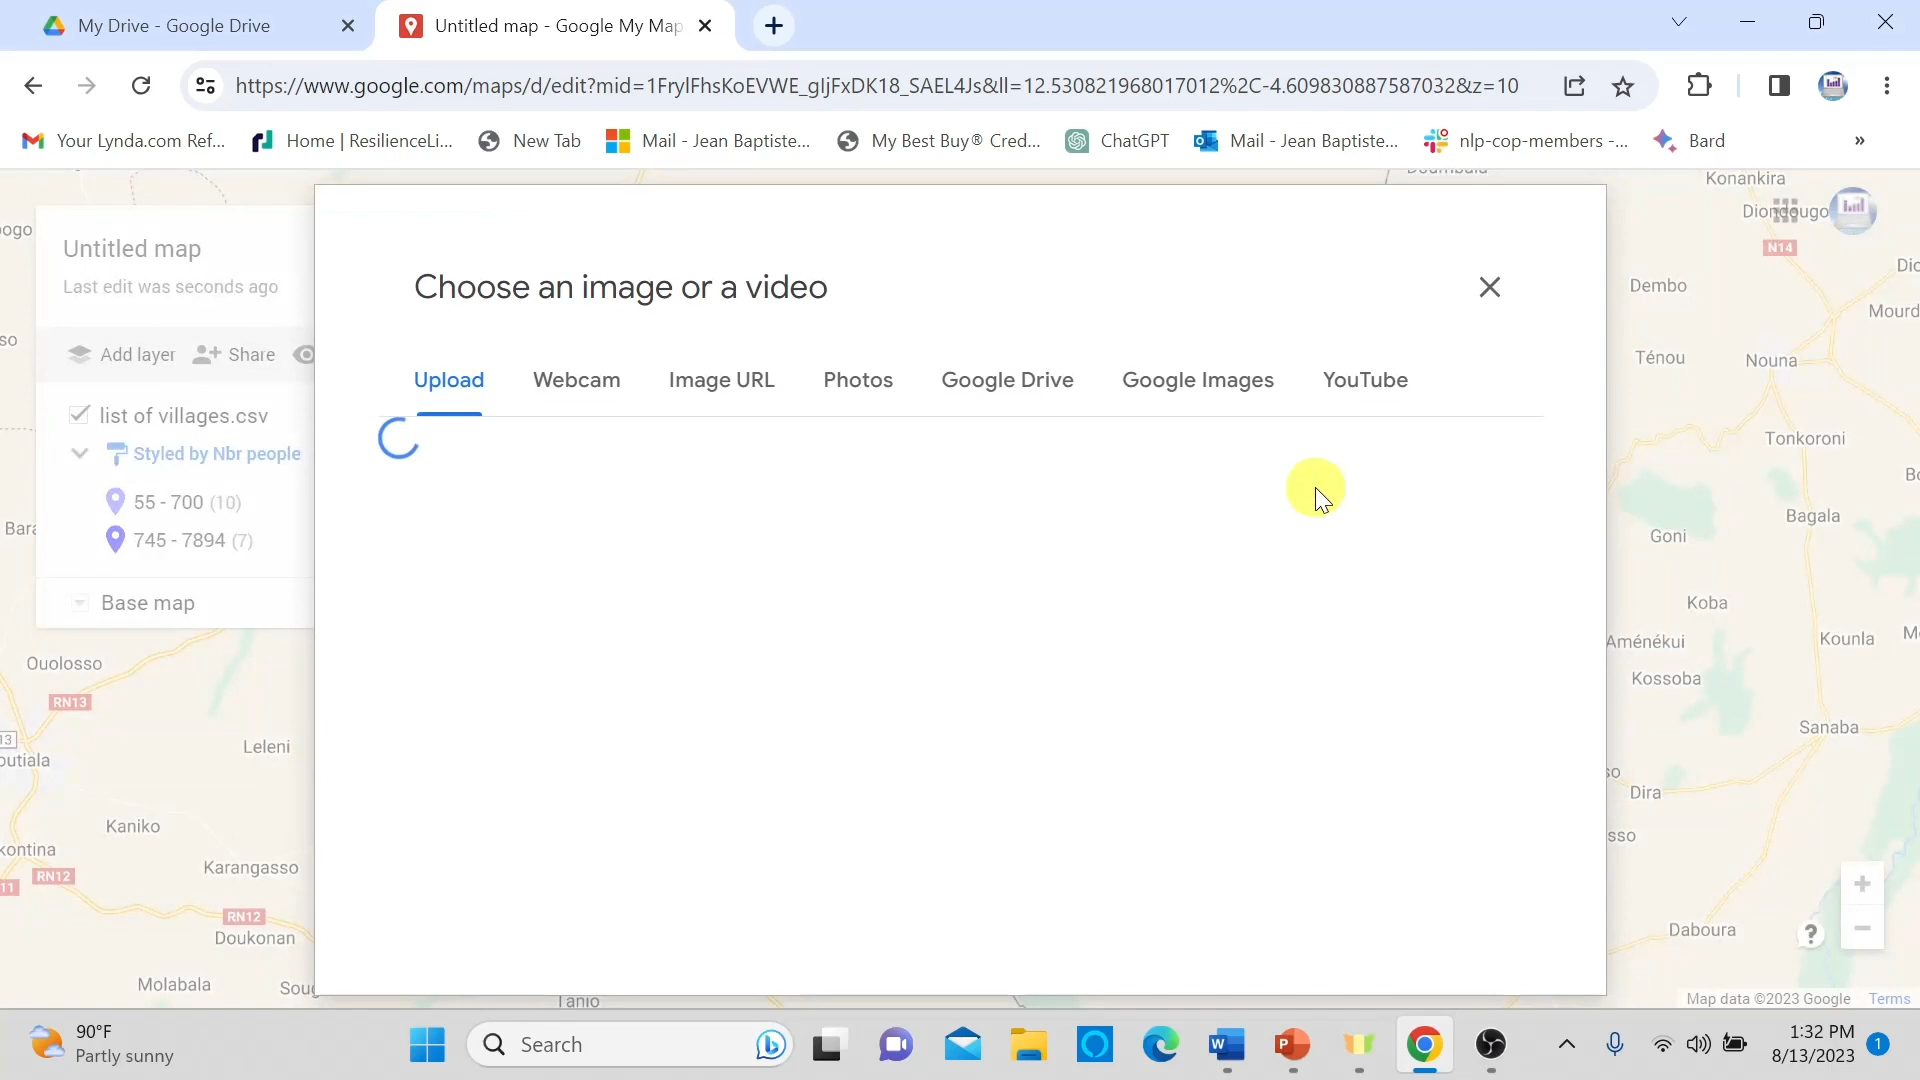 My Drive - Google Drive
Untitled map - Google My Map
https://www.google.com/maps/d/edit?mid=1FrylFhsKoEVWE_gIjFxDK18_SAEL4Js&ll=12.530821968017012%2C-4.609830887587032&z=10
Your Lynda.com Ref...
Home | ResilienceLi...
New Tab
Mail - Jean Baptiste...
My Best Buy® Cred...
ChatGPT
Mail - Jean Baptiste...
nlp-cop-members -...
Bard
»
Konankira
Diondougo
N14
Untitled map
Last edit was seconds ago
Add layer
Share
list of villages.csv
Styled by Nbr people
55 - 700 (10)
745 - 7894 (7)
Base map
Choose an image or a video
Upload
Webcam
Image URL
Photos
Google Drive
Google Images
YouTube
Dembo
Ténou
Nouna
Tonkoroni
Bagala
Goni
Koba
Kounla
Aménékui
Kossoba
Sanaba
Dira
Daboura
Ouolosso
RN13
Leleni
Kaniko
Karangasso
RN12
RN12
Doukonan
Molabala
Tanio
Map data ©2023 Google
Terms
90°F
Partly sunny
Search
1:32 PM
8/13/2023
1